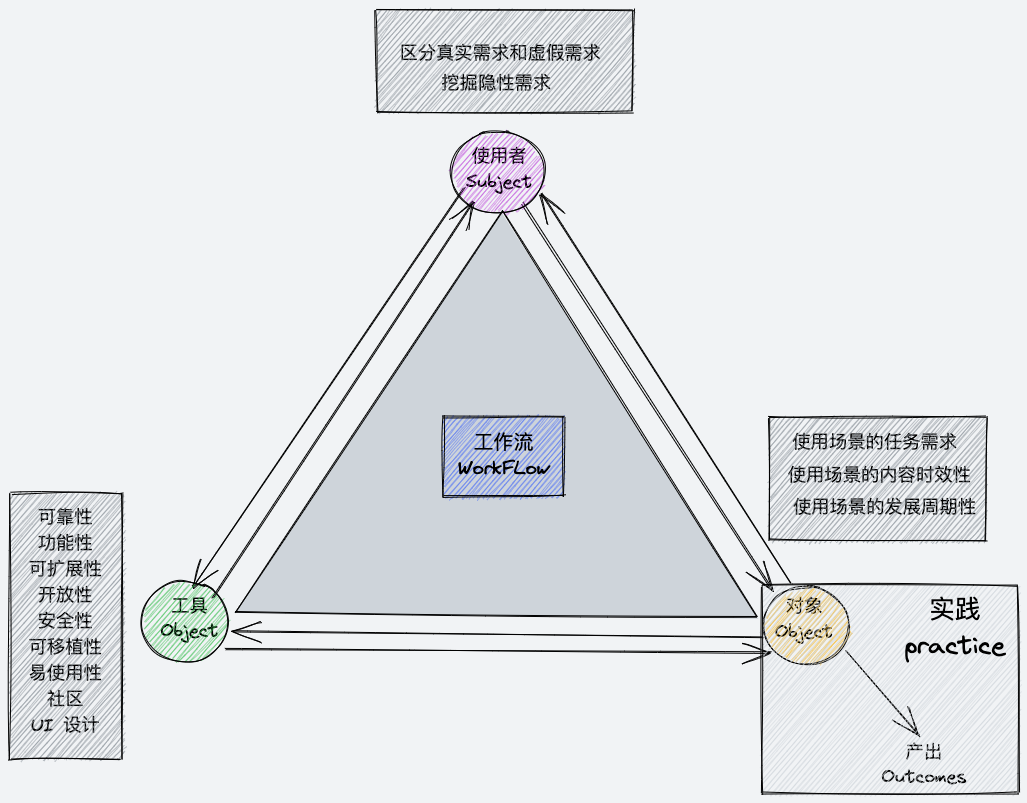 区分真实需求和虚假需求
挖掘隐性需求
使用者
Subject
工作流
WorkFLow
使用场景的任务需求
使用场景的内容时效性
使用场景的发展周期性
可靠性
功能性
可扩展性
开放性
安全性
可移植性
易使用性
社区
UI 设计
工具
Object
对象
Object
实践
practice
产出
Outcomes